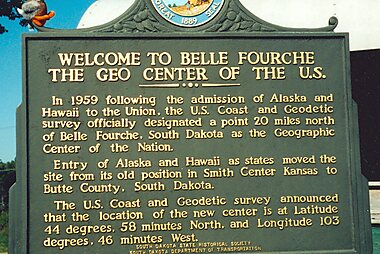 GREAT SEAL
1889
WELCOME TO BELLE FOURCHE
THE GEO CENTER OF THE U.S.
In 1959 following the admission of Alaska and
Hawaii to the Union, the U.S. Coast and Geodetic
survey officially designated a point 20 miles north
of Belle Fourche, South Dakota as the Geographic
Center of the Nation.
Entry of Alaska and Hawaii as states moved the
site from its old position in Smith Center Kansas to
Butte County, South Dakota.
The U.S. Coast and Geodetic survey announced
that the location of the new center is at Latitude
44 degrees, 58 minutes North, and Longitude 103
degrees, 46 minutes West.
SOUTH DAKOTA STATE HISTORICAL SOCIETY
SOUTH DAKOTA DEPARTMENT OF TRANSPORTATION